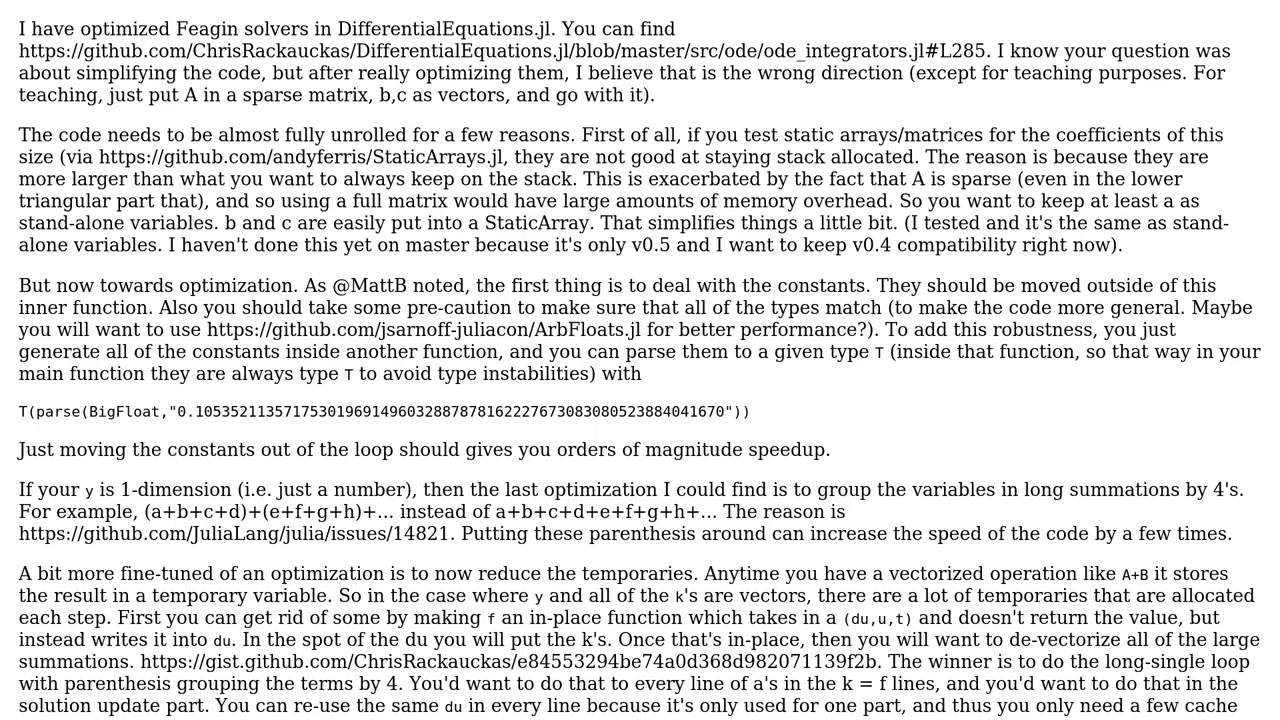 I have optimized Feagin solvers in DifferentialEquations.jl. You can find
https://github.com/ChrisRackauckas/DifferentialEquations.jl/blob/master/src/ode/ode_integrators.jl#L285. I know your question was
about simplifying the code, but after really optimizing them, I believe that is the wrong direction (except for teaching purposes. For
teaching, just put A in a sparse matrix, b,c as vectors, and go with it).
The code needs to be almost fully unrolled for a few reasons. First of all, if you test static arrays/matrices for the coefficients of this
size (via https://github.com/andyferris/StaticArrays.jl, they are not good at staying stack allocated. The reason is because they are
more larger than what you want to always keep on the stack. This is exacerbated by the fact that A is sparse (even in the lower
triangular part that), and so using a full matrix would have large amounts of memory overhead. So you want to keep at least a as
stand-alone variables. b and c are easily put into a StaticArray. That simplifies things a little bit. (I tested and it's the same as stand-
alone variables. I haven't done this yet on master because it's only v0.5 and I want to keep v0.4 compatibility right now).
But now towards optimization. As @MattB noted, the first thing is to deal with the constants. They should be moved outside of this
inner function. Also you should take some pre-caution to make sure that all of the types match (to make the code more general. Maybe
you will want to use https://github.com/jsarnoff-juliacon/ArbFloats.jl for better performance?). To add this robustness, you just
generate all of the constants inside another function, and you can parse them to a given type T (inside that function, so that way in your
main function they are always type T to avoid type instabilities) with
T(parse(BigFloat,"0.1053521135717530196914960328878781622276730830805238840416​70"))
Just moving the constants out of the loop should gives you orders of magnitude speedup.
If your y is 1-dimension (i.e. just a number), then the last optimization I could find is to group the variables in long summations by 4's.
For example, (a+b+c+d)+(e+f+g+h)+... instead of a+b+c+d+e+f+g+h+... The reason is
https://github.com/JuliaLang/julia/issues/14821. Putting these parenthesis around can increase the speed of the code by a few times.
A bit more fine-tuned of an optimization is to now reduce the temporaries. Anytime you have a vectorized operation like A+B it stores
the result in a temporary variable. So in the case where y and all of the k's are vectors, there are a lot of temporaries that are allocated
each step. First you can get rid of some by making f an in-place function which takes in a (du,u,t) and doesn't return the value, but
instead writes it into du. In the spot of the du you will put the k's. Once that's in-place, then you will want to de-vectorize all of the large
summations. https://gist.github.com/ChrisRackauckas/e84553294be74a0d368d982071139f2b. The winner is to do the long-single loop
with parenthesis grouping the terms by 4. You'd want to do that to every line of a's in the k = f lines, and you'd want to do that in the
solution update part. You can re-use the same du in every line because it's only used for one part, and thus you only need a few cache